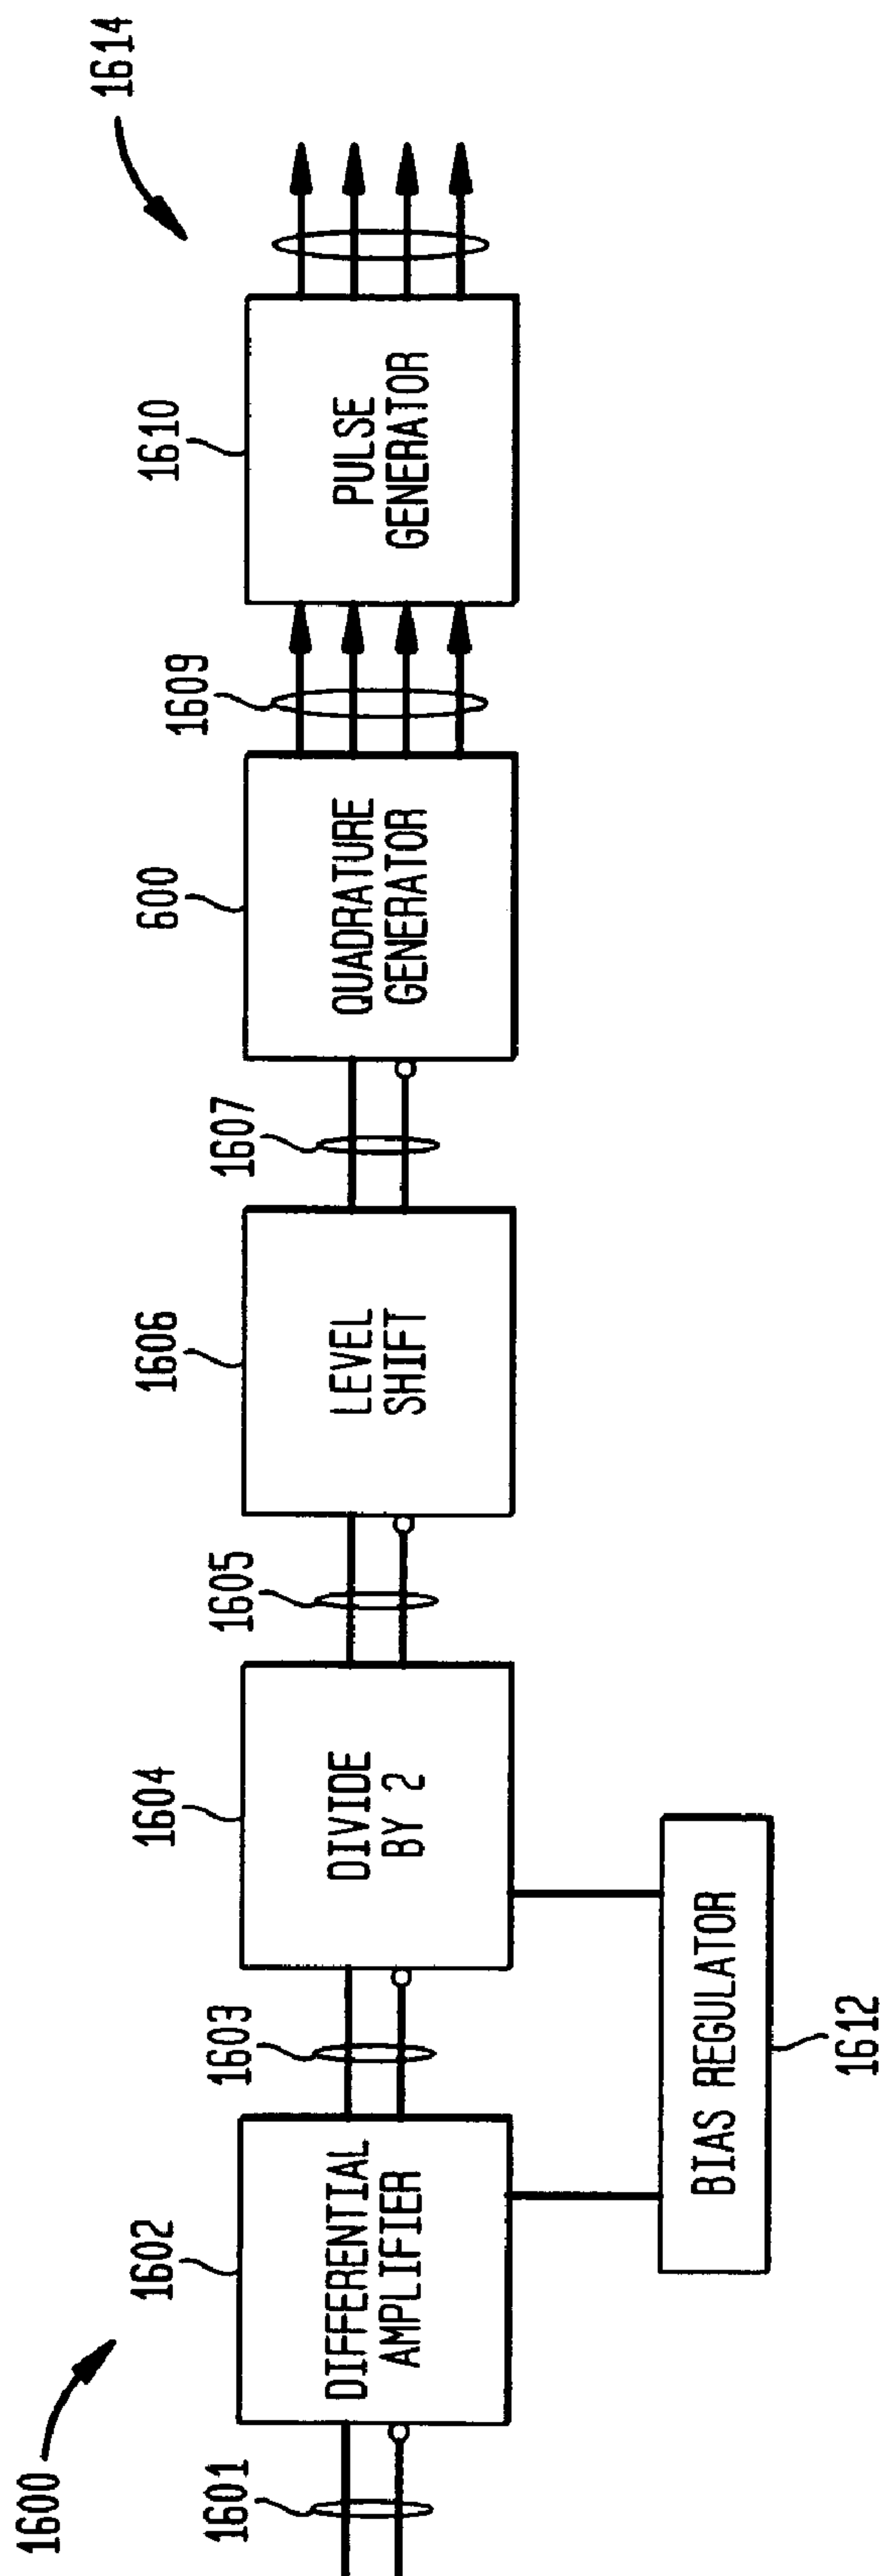 1600
1601
1602
DIFFERENTIAL
AMPLIFIER
1603
1604
DIVIDE
BY 2
1612
BIAS REGULATOR
1605
1606
LEVEL
SHIFT
1607
600
QUADRATURE
GENERATOR
1609
1610
PULSE
GENERATOR
1614